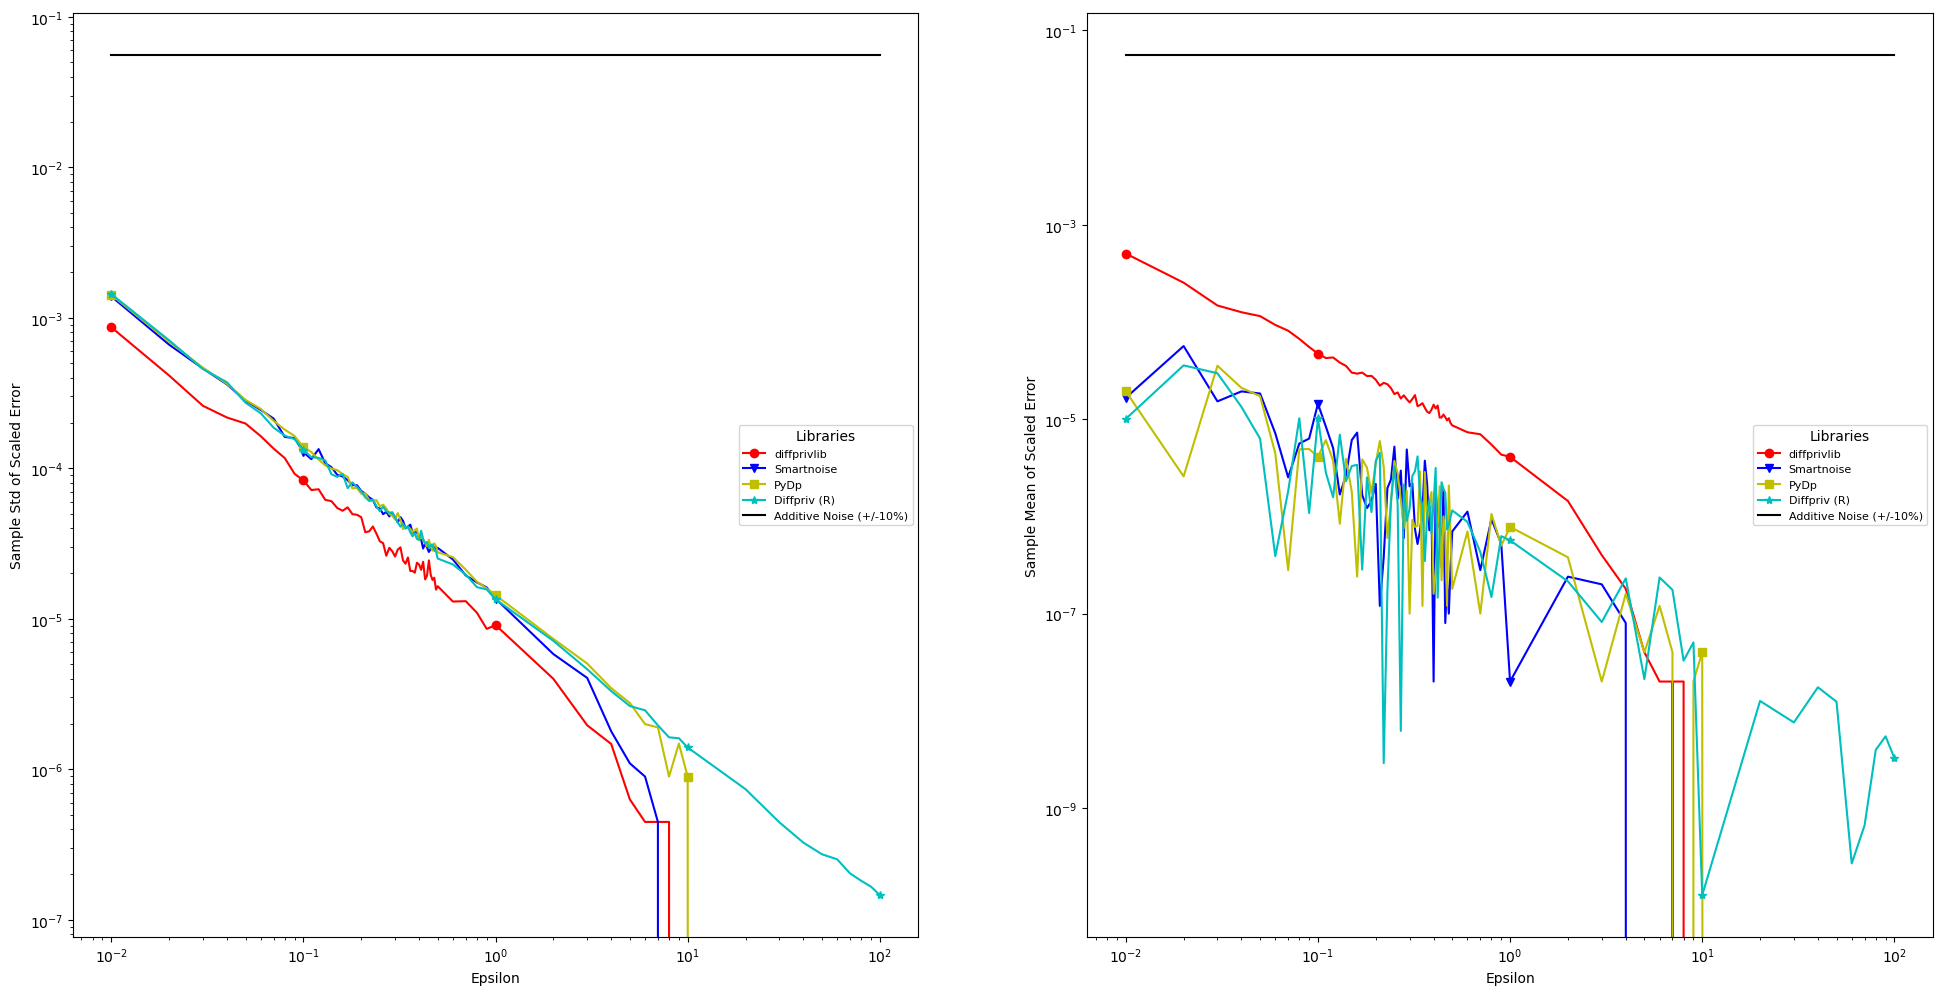 Sample Std of Scaled Error
10⁻¹
10⁻²
10⁻³
10⁻⁴
10⁻⁵
10⁻⁶
10⁻⁷
10⁻² 10⁻¹ 10⁰ 10¹ 10²
Epsilon
Libraries
diffprivlib
Smartnoise
PyDp
Diffpriv (R)
Additive Noise (+/-10%)
Sample Mean of Scaled Error
10⁻¹
10⁻³
10⁻⁵
10⁻⁷
10⁻⁹
10⁻² 10⁻¹ 10⁰ 10¹ 10²
Epsilon
Libraries
diffprivlib
Smartnoise
PyDp
Diffpriv (R)
Additive Noise (+/-10%)